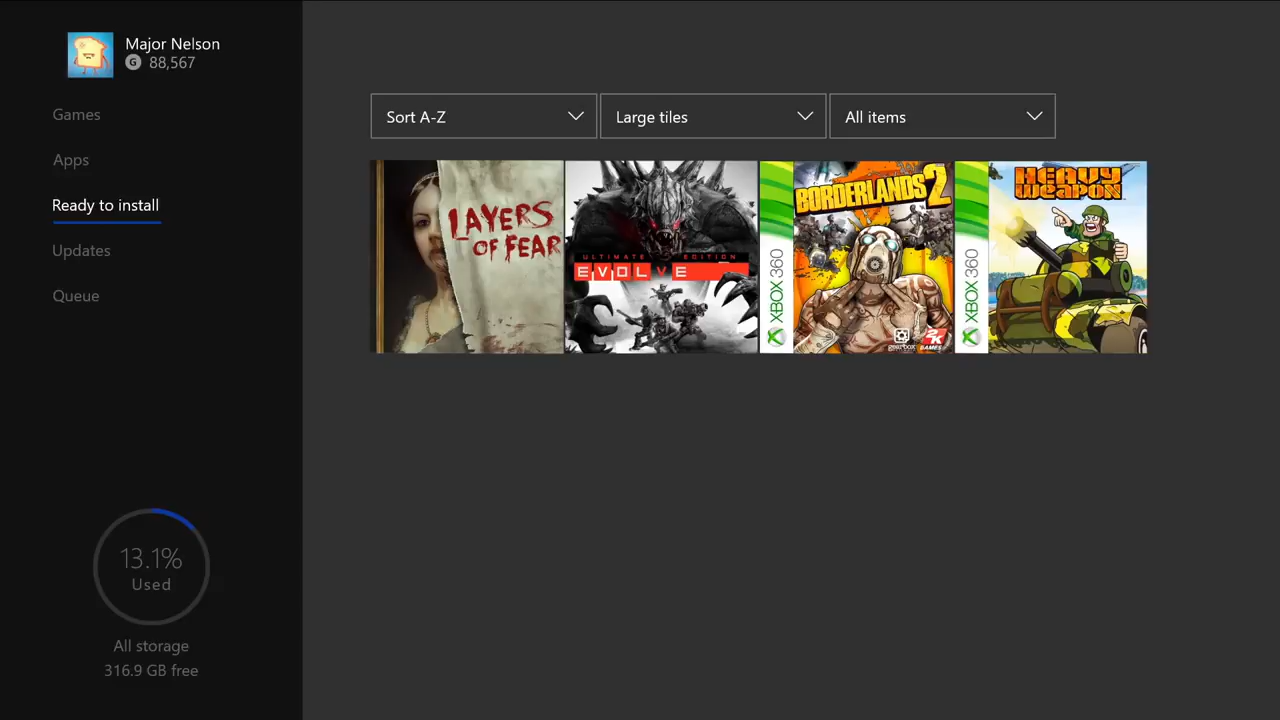 Major Nelson
G 88,567
Games
Apps
Ready to install
Updates
Queue
13.1%
Used
All storage
316.9 GB free
Sort A-Z
Large tiles
All items
LAYERS
OF FEAR
ULTIMATE EDITION
EVOLVE
XBOX 360
BORDERLANDS 2
gearbox
2K
GAMES
XBOX 360
HEAVY
WEAPON